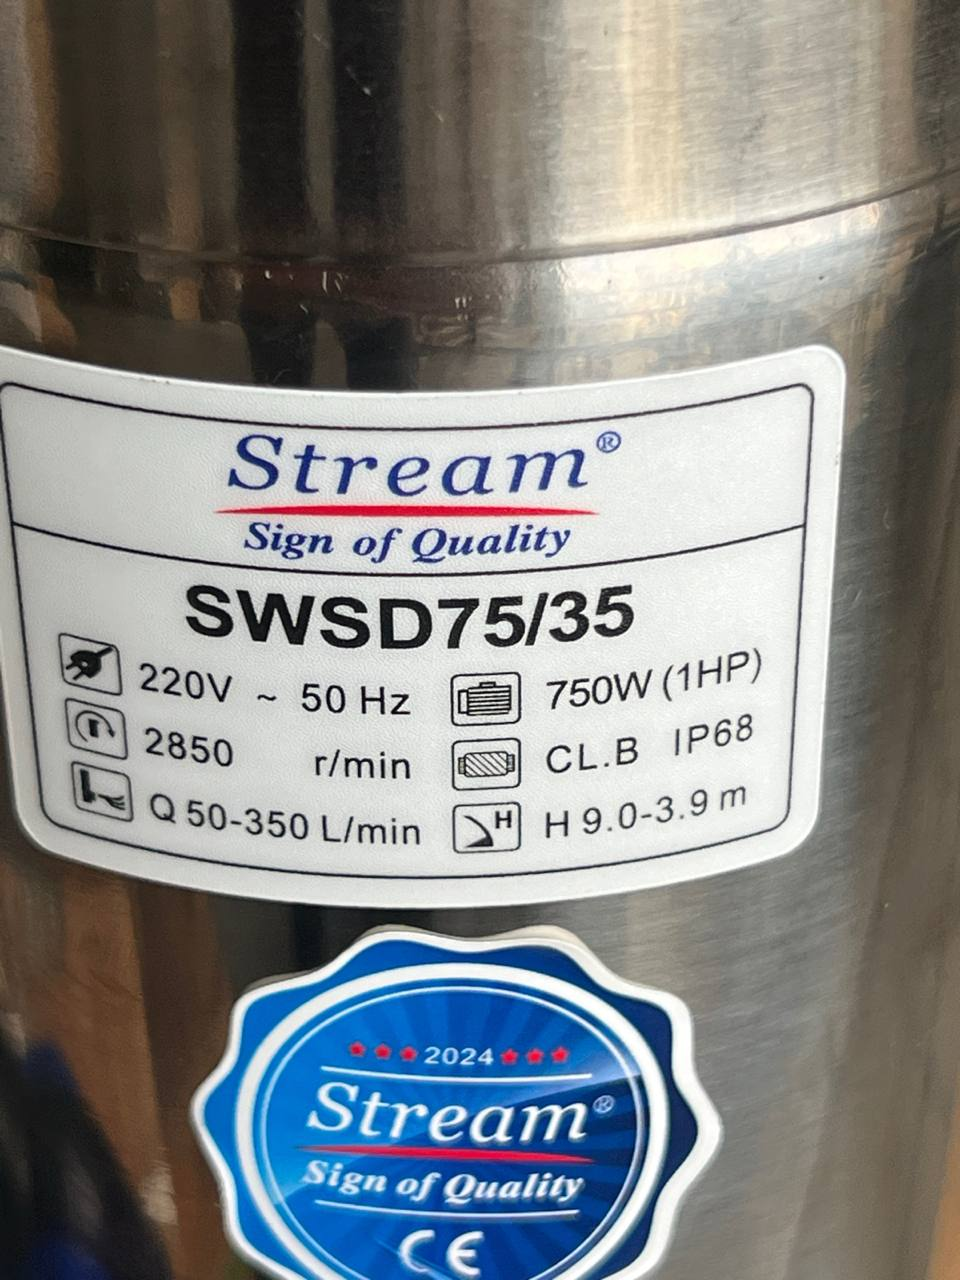 Stream®
Sign of Quality
SWSD75/35
220V ~ 50 Hz 750W (1HP)
2850 r/min CL.B IP68
Q 50-350 L/min H H 9.0-3.9 m
★★★2024★★★
Stream®
Sign of Quality
CE